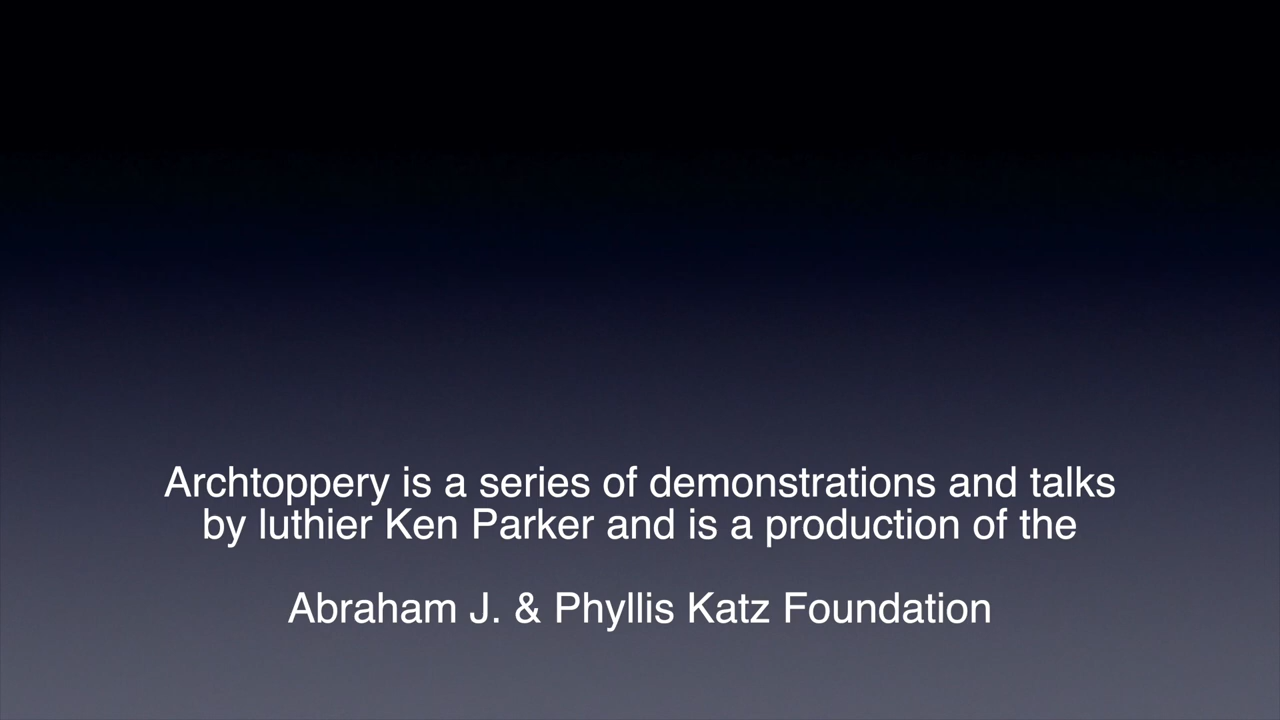 Archtoppery is a series of demonstrations and talks
by luthier Ken Parker and is a production of the
Abraham J. & Phyllis Katz Foundation